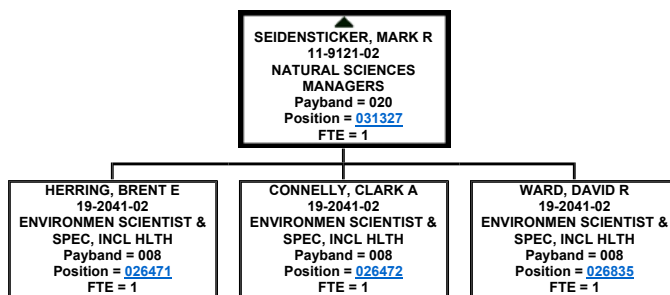 SEIDENSTICKER, MARK R
11-9121-02
NATURAL SCIENCES
MANAGERS
Payband = 020
Position = 031327
FTE = 1
HERRING, BRENT E
19-2041-02
ENVIRONMEN SCIENTIST &
SPEC, INCL HLTH
Payband = 008
Position = 026471
FTE = 1
CONNELLY, CLARK A
19-2041-02
ENVIRONMEN SCIENTIST &
SPEC, INCL HLTH
Payband = 008
Position = 026472
FTE = 1
WARD, DAVID R
19-2041-02
ENVIRONMEN SCIENTIST &
SPEC, INCL HLTH
Payband = 008
Position = 026835
FTE = 1